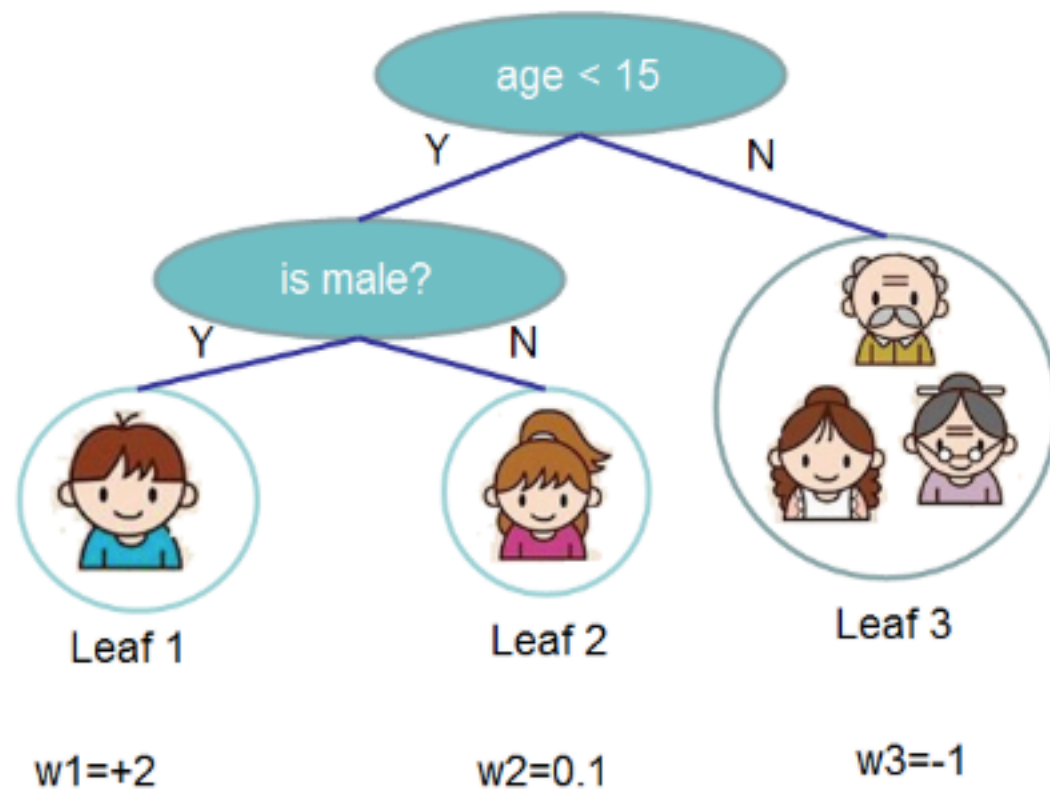 age < 15
Y
N
is male?
Y
N
Leaf 1
Leaf 2
Leaf 3
w1=+2
w2=0.1
w3=-1